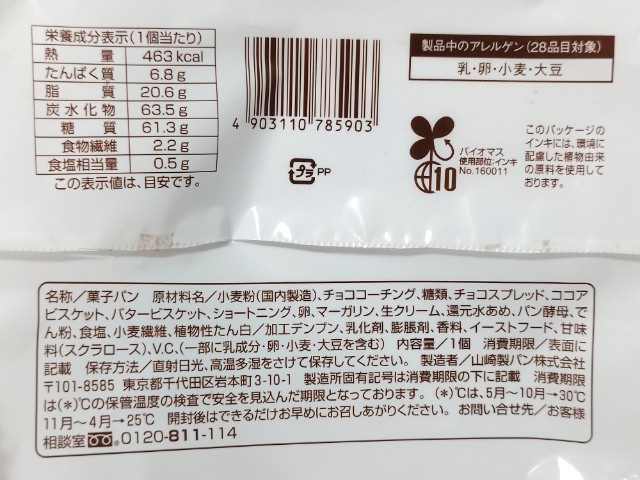 栄養成分表示(1個当たり)
熱量 463kcal
たんぱく質 6.8g
脂質 20.6g
炭水化物 63.5g
糖質 61.3g
食物繊維 2.2g
食塩相当量 0.5g
この表示値は、目安です。
4 903110 785903
プラ PP
製品中のアレルゲン(28品目対象)
乳・卵・小麦・大豆
10
バイオマス
使用部位:インキ
No.160011
このパッケージの
インキには、環境に
配慮した植物由来
の原料を使用して
おります。
名称/菓子パン 原材料名/小麦粉(国内製造)、チョココーチング、糖類、チョコスプレッド、ココアビ
スケット、バタービスケット、ショートニング、卵、マーガリン、生クリーム、還元水あめ、パン酵母、で
ん粉、食塩、小麦繊維、植物性たん白/加工デンプン、乳化剤、膨脹剤、香料、イーストフード、甘味
料(スクラロース)、V.C、(一部に乳成分・卵・小麦・大豆を含む) 内容量/1個 消費期限/表面に
記載 保存方法/直射日光、高温多湿をさけて保存してください。 製造者/山崎製パン株式会社
〒101-8585 東京都千代田区岩本町3-10-1 製造所固有記号は消費期限の下に記載 消費期限
は(*)℃の保管温度の検査で安全を見込んだ期限となっております。(*)℃は、5月~10月→30℃
11月~4月→25℃ 開封後はできるだけお早めにお召しあがりください。お問い合せ先/お客様
相談室 0120-811-114